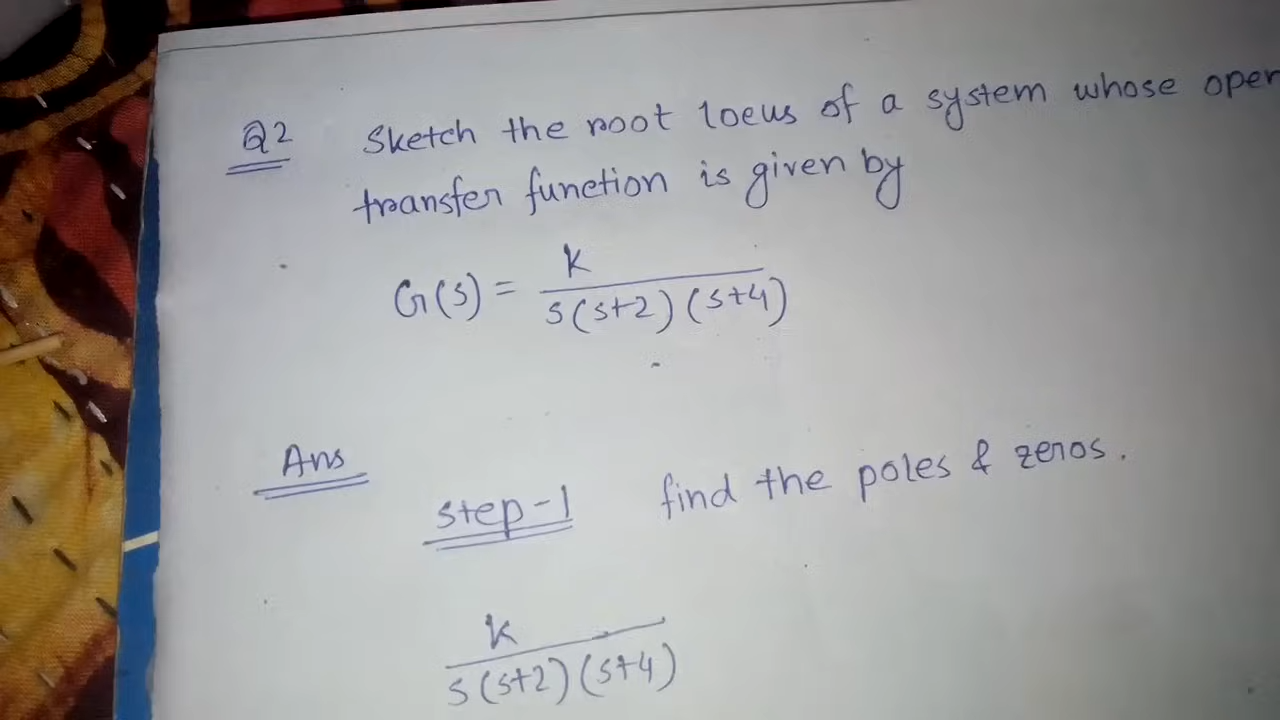 Q2 Sketch the root locus of a system whose open
transfer function is given by
G(s) = K / s(s+2)(s+4)
Ans
step-1 find the poles & zeros.
K / s(s+2)(s+4)